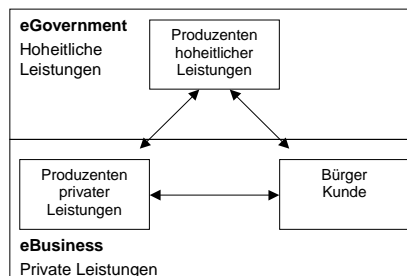 eGovernment
Hoheitliche
Leistungen
Produzenten
hoheitlicher
Leistungen
Produzenten
privater
Leistungen
Bürger
Kunde
eBusiness
Private Leistungen